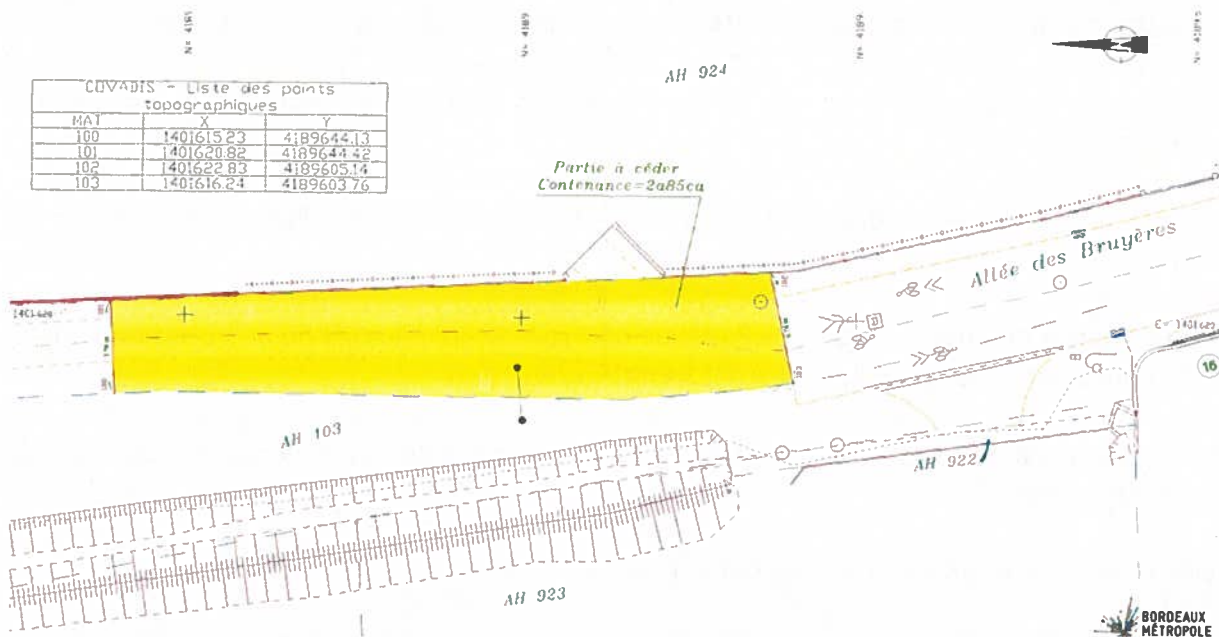 AH 924
COVADIS - Liste des points
topographiques
MAT X Y
100 1401615.23 4189644.13
101 1401620.82 4189644.42
102 1401622.83 4189605.14
103 1401616.24 4189603.76
Partie à céder
Contenance=2a85ca
Allée des Bruyères
16
AH 103
AH 922
AH 923
BORDEAUX
MÉTROPOLE